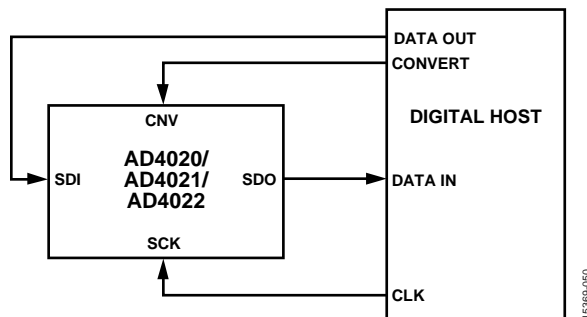 DATA OUT
CONVERT
DIGITAL HOST
CNV
AD4020/
AD4021/
AD4022
SDI
SDO
DATA IN
SCK
CLK
15369-050